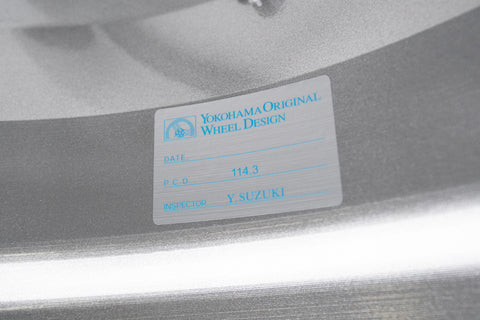 YOKOHAMA ORIGINAL
WHEEL DESIGN
DATE
P.C.D. 114.3
INSPECTOR Y. SUZUKI